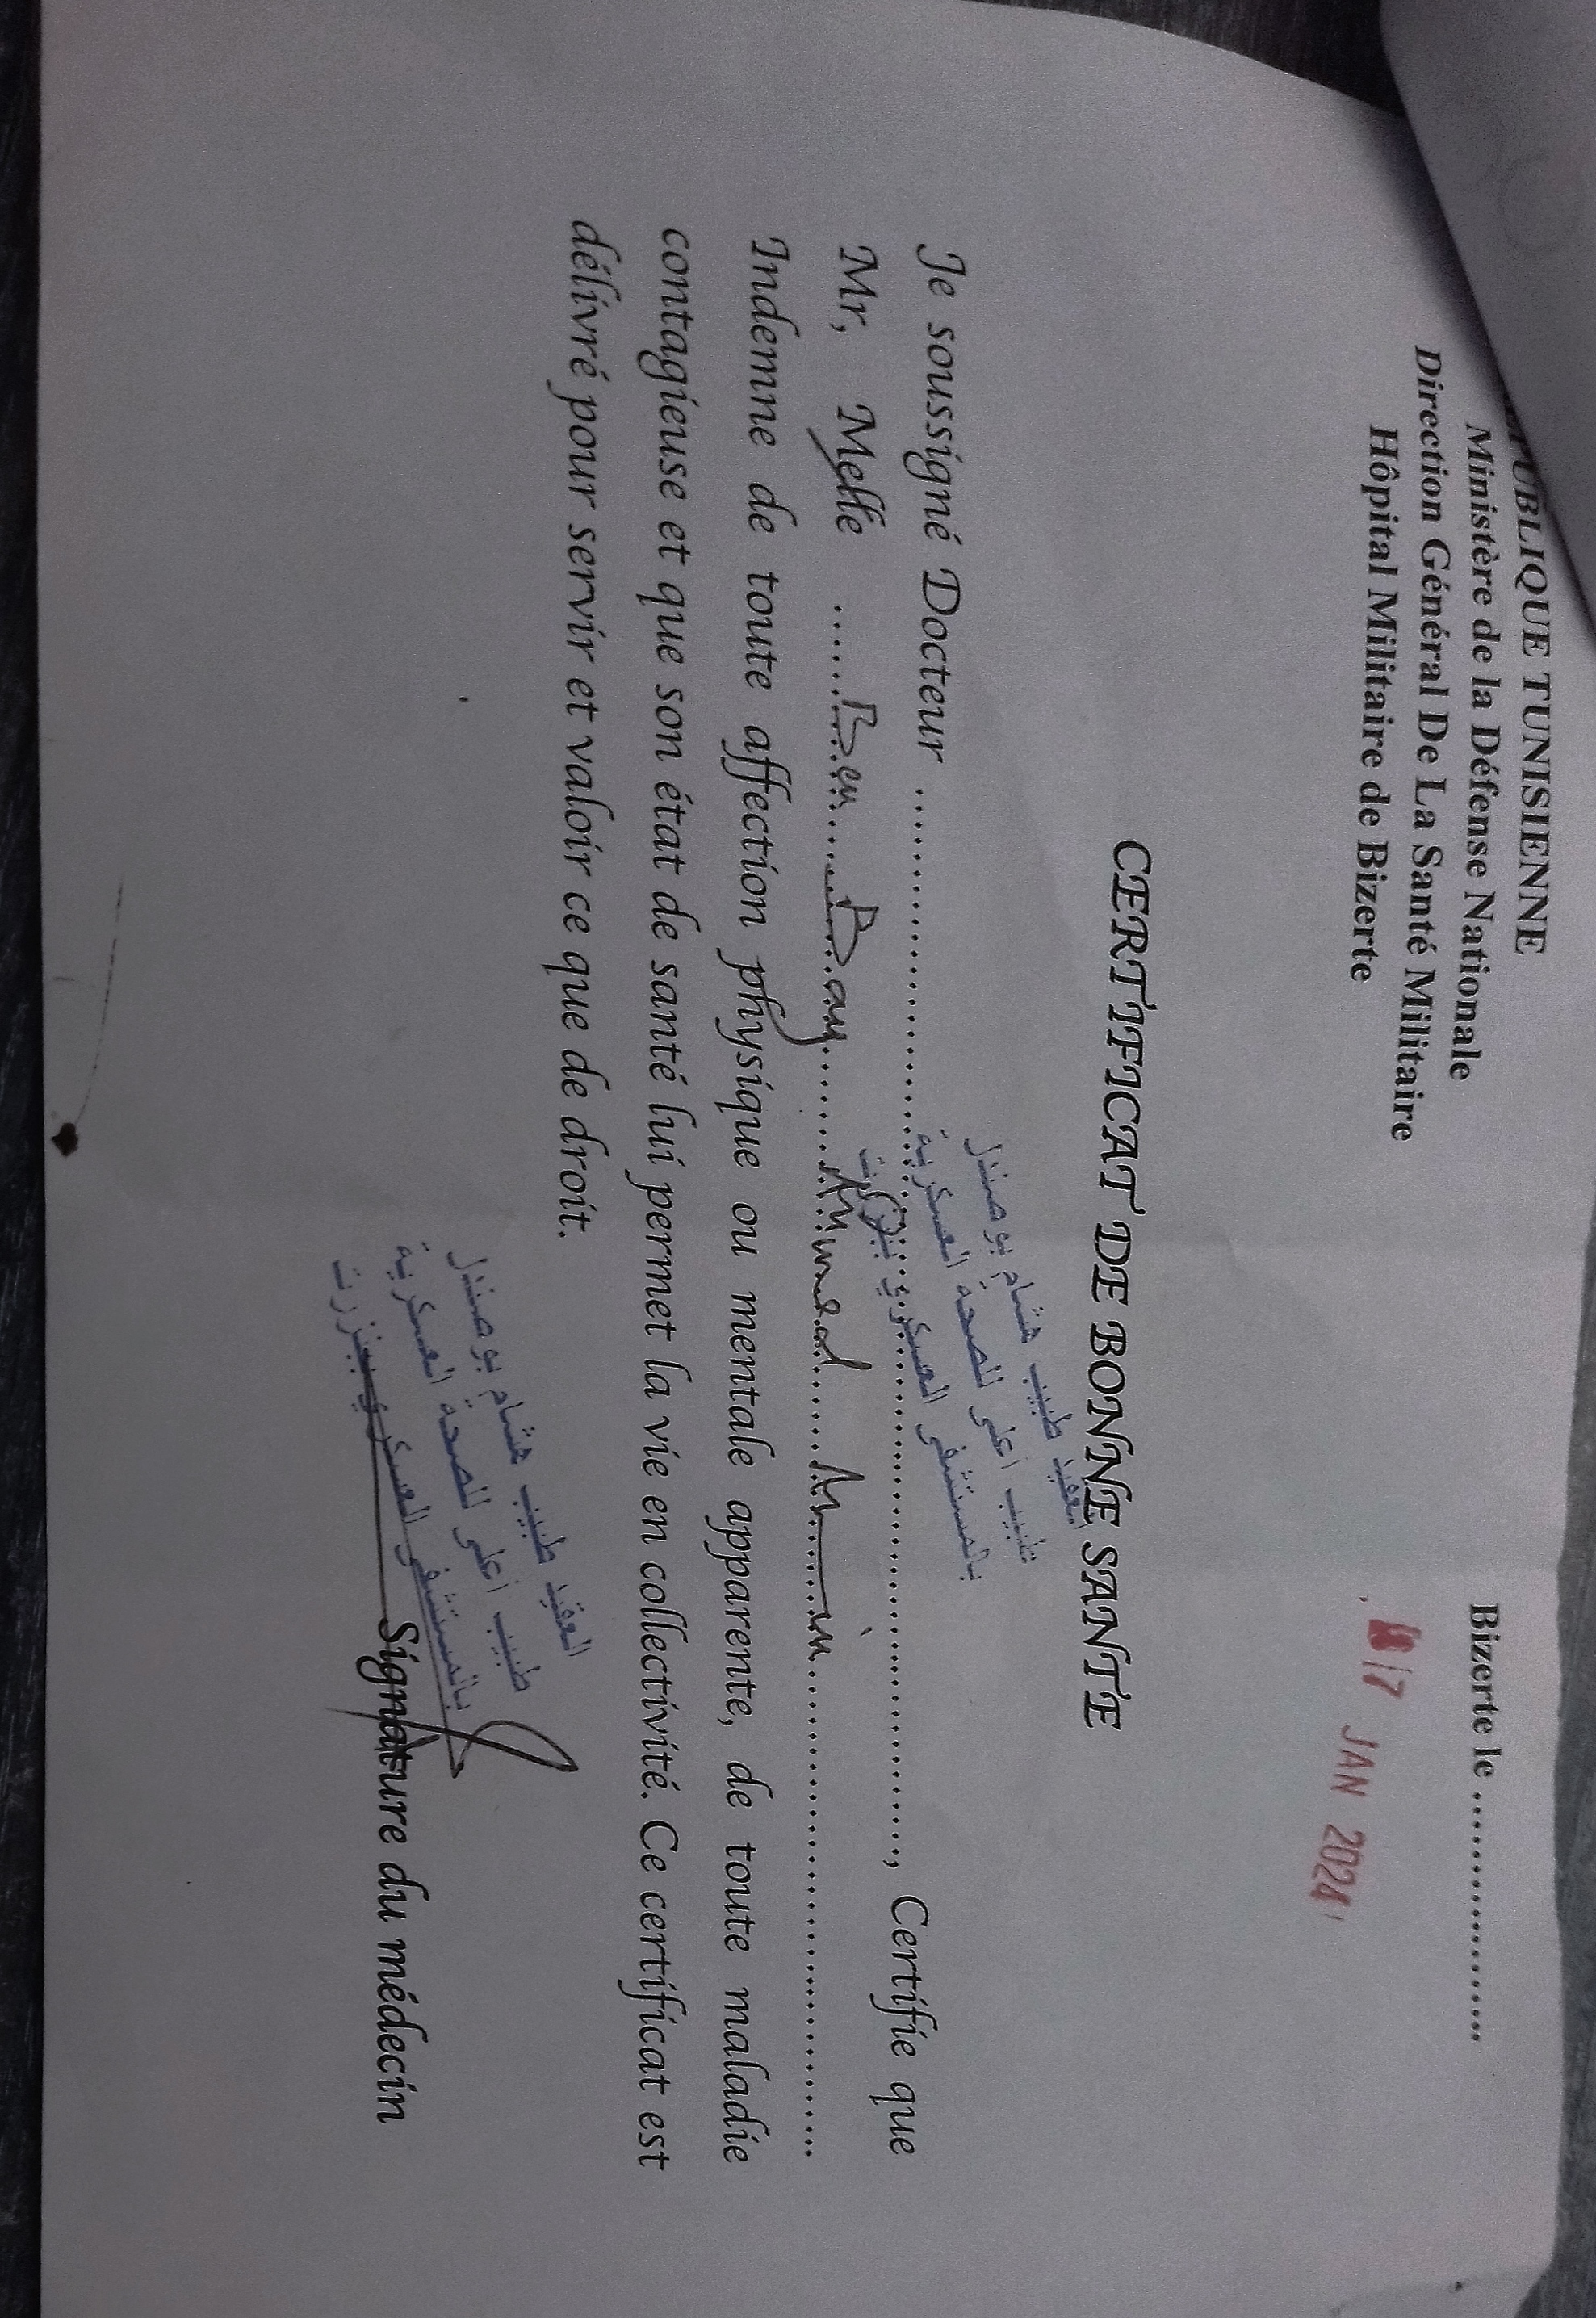 PUBLIQUE TUNISIENNE
Ministère de la Défense Nationale
Direction Général De La Santé Militaire
Hôpital Militaire de Bizerte
Bizerte le ......................
17 JAN 2024
CERTIFICAT DE BONNE SANTE
العقيد طبيب هشام بوصندل
طبيب أعلى للصحة العسكرية
بالمستشفى العسكري ببنزرت
Je soussigné Docteur ............................................, Certifie que
Mr, Melle ...... Ben ..... Day ....... Ahmed ...... Amin ......................
Indemne de toute affection physique ou mentale apparente, de toute maladie
contagieuse et que son état de santé lui permet la vie en collectivité. Ce certificat est
délivré pour servir et valoir ce que de droit.
العقيد طبيب هشام بوصندل
طبيب أعلى للصحة العسكرية
بالمستشفى العسكري ببنزرت
Signature du médecin